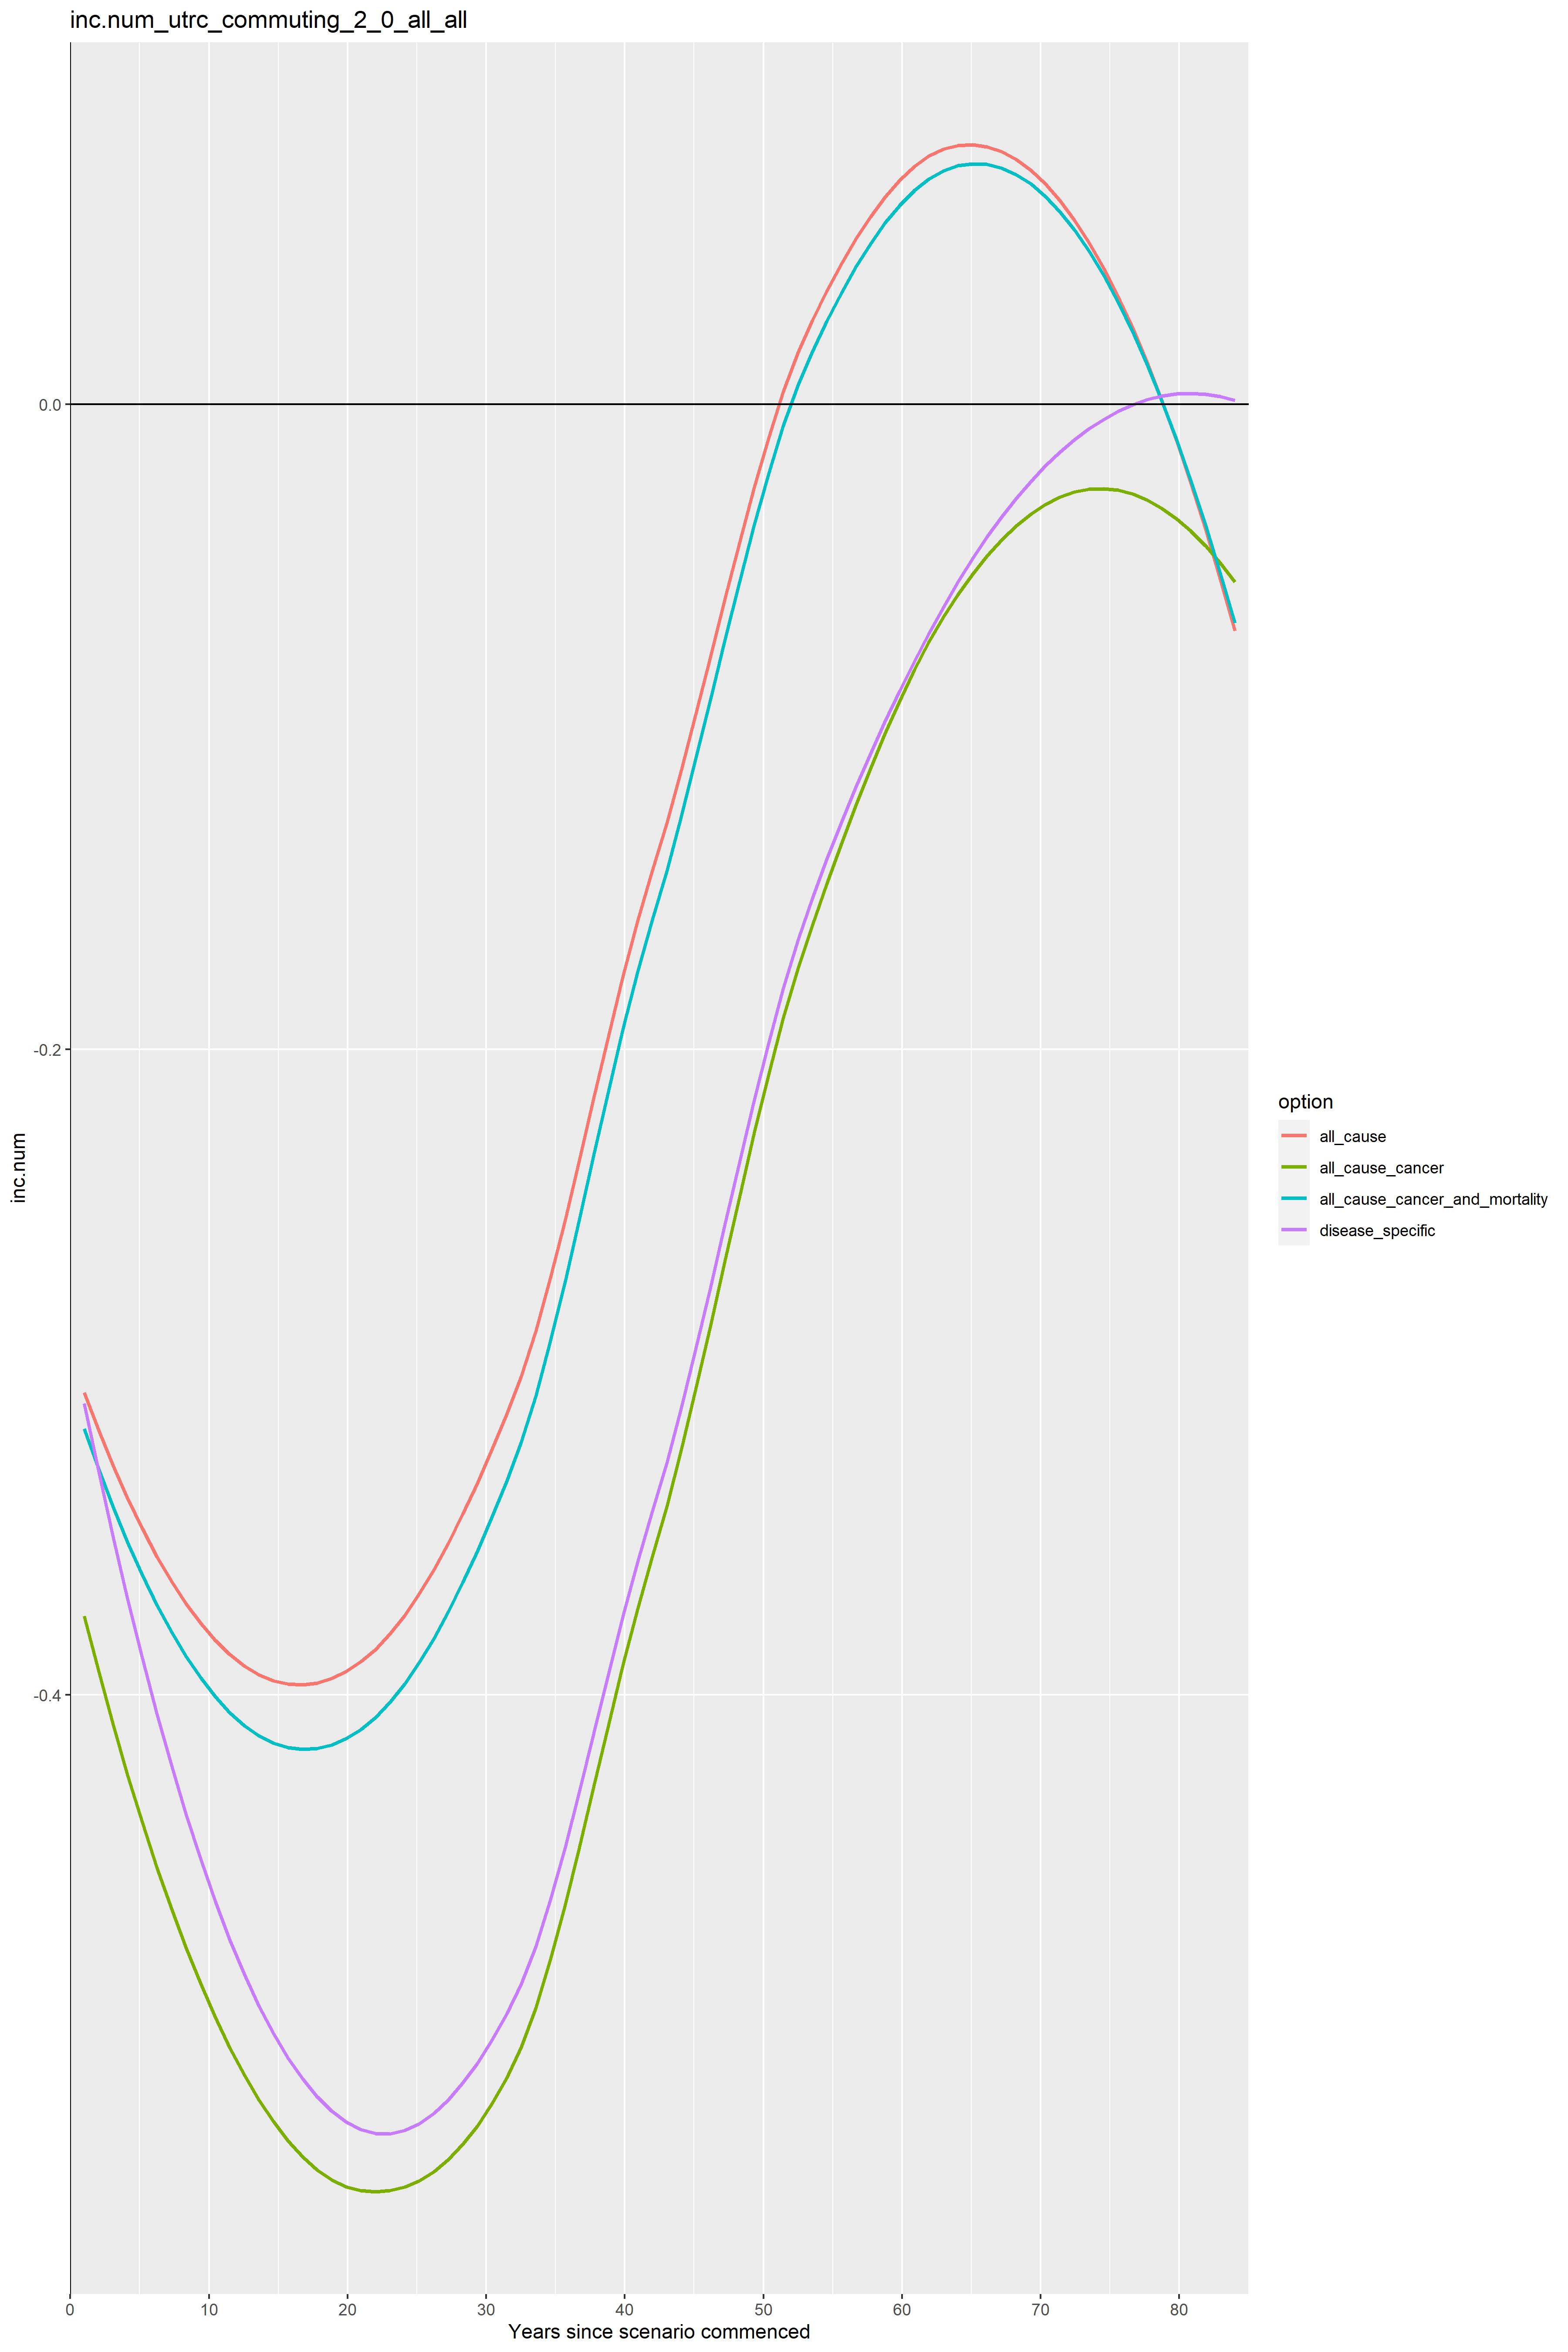 inc.num_utrc_commuting_2_0_all_all
0.0
-0.2
-0.4
inc.num
0 10 20 30 40 50 60 70 80
Years since scenario commenced
option
all_cause
all_cause_cancer
all_cause_cancer_and_mortality
disease_specific